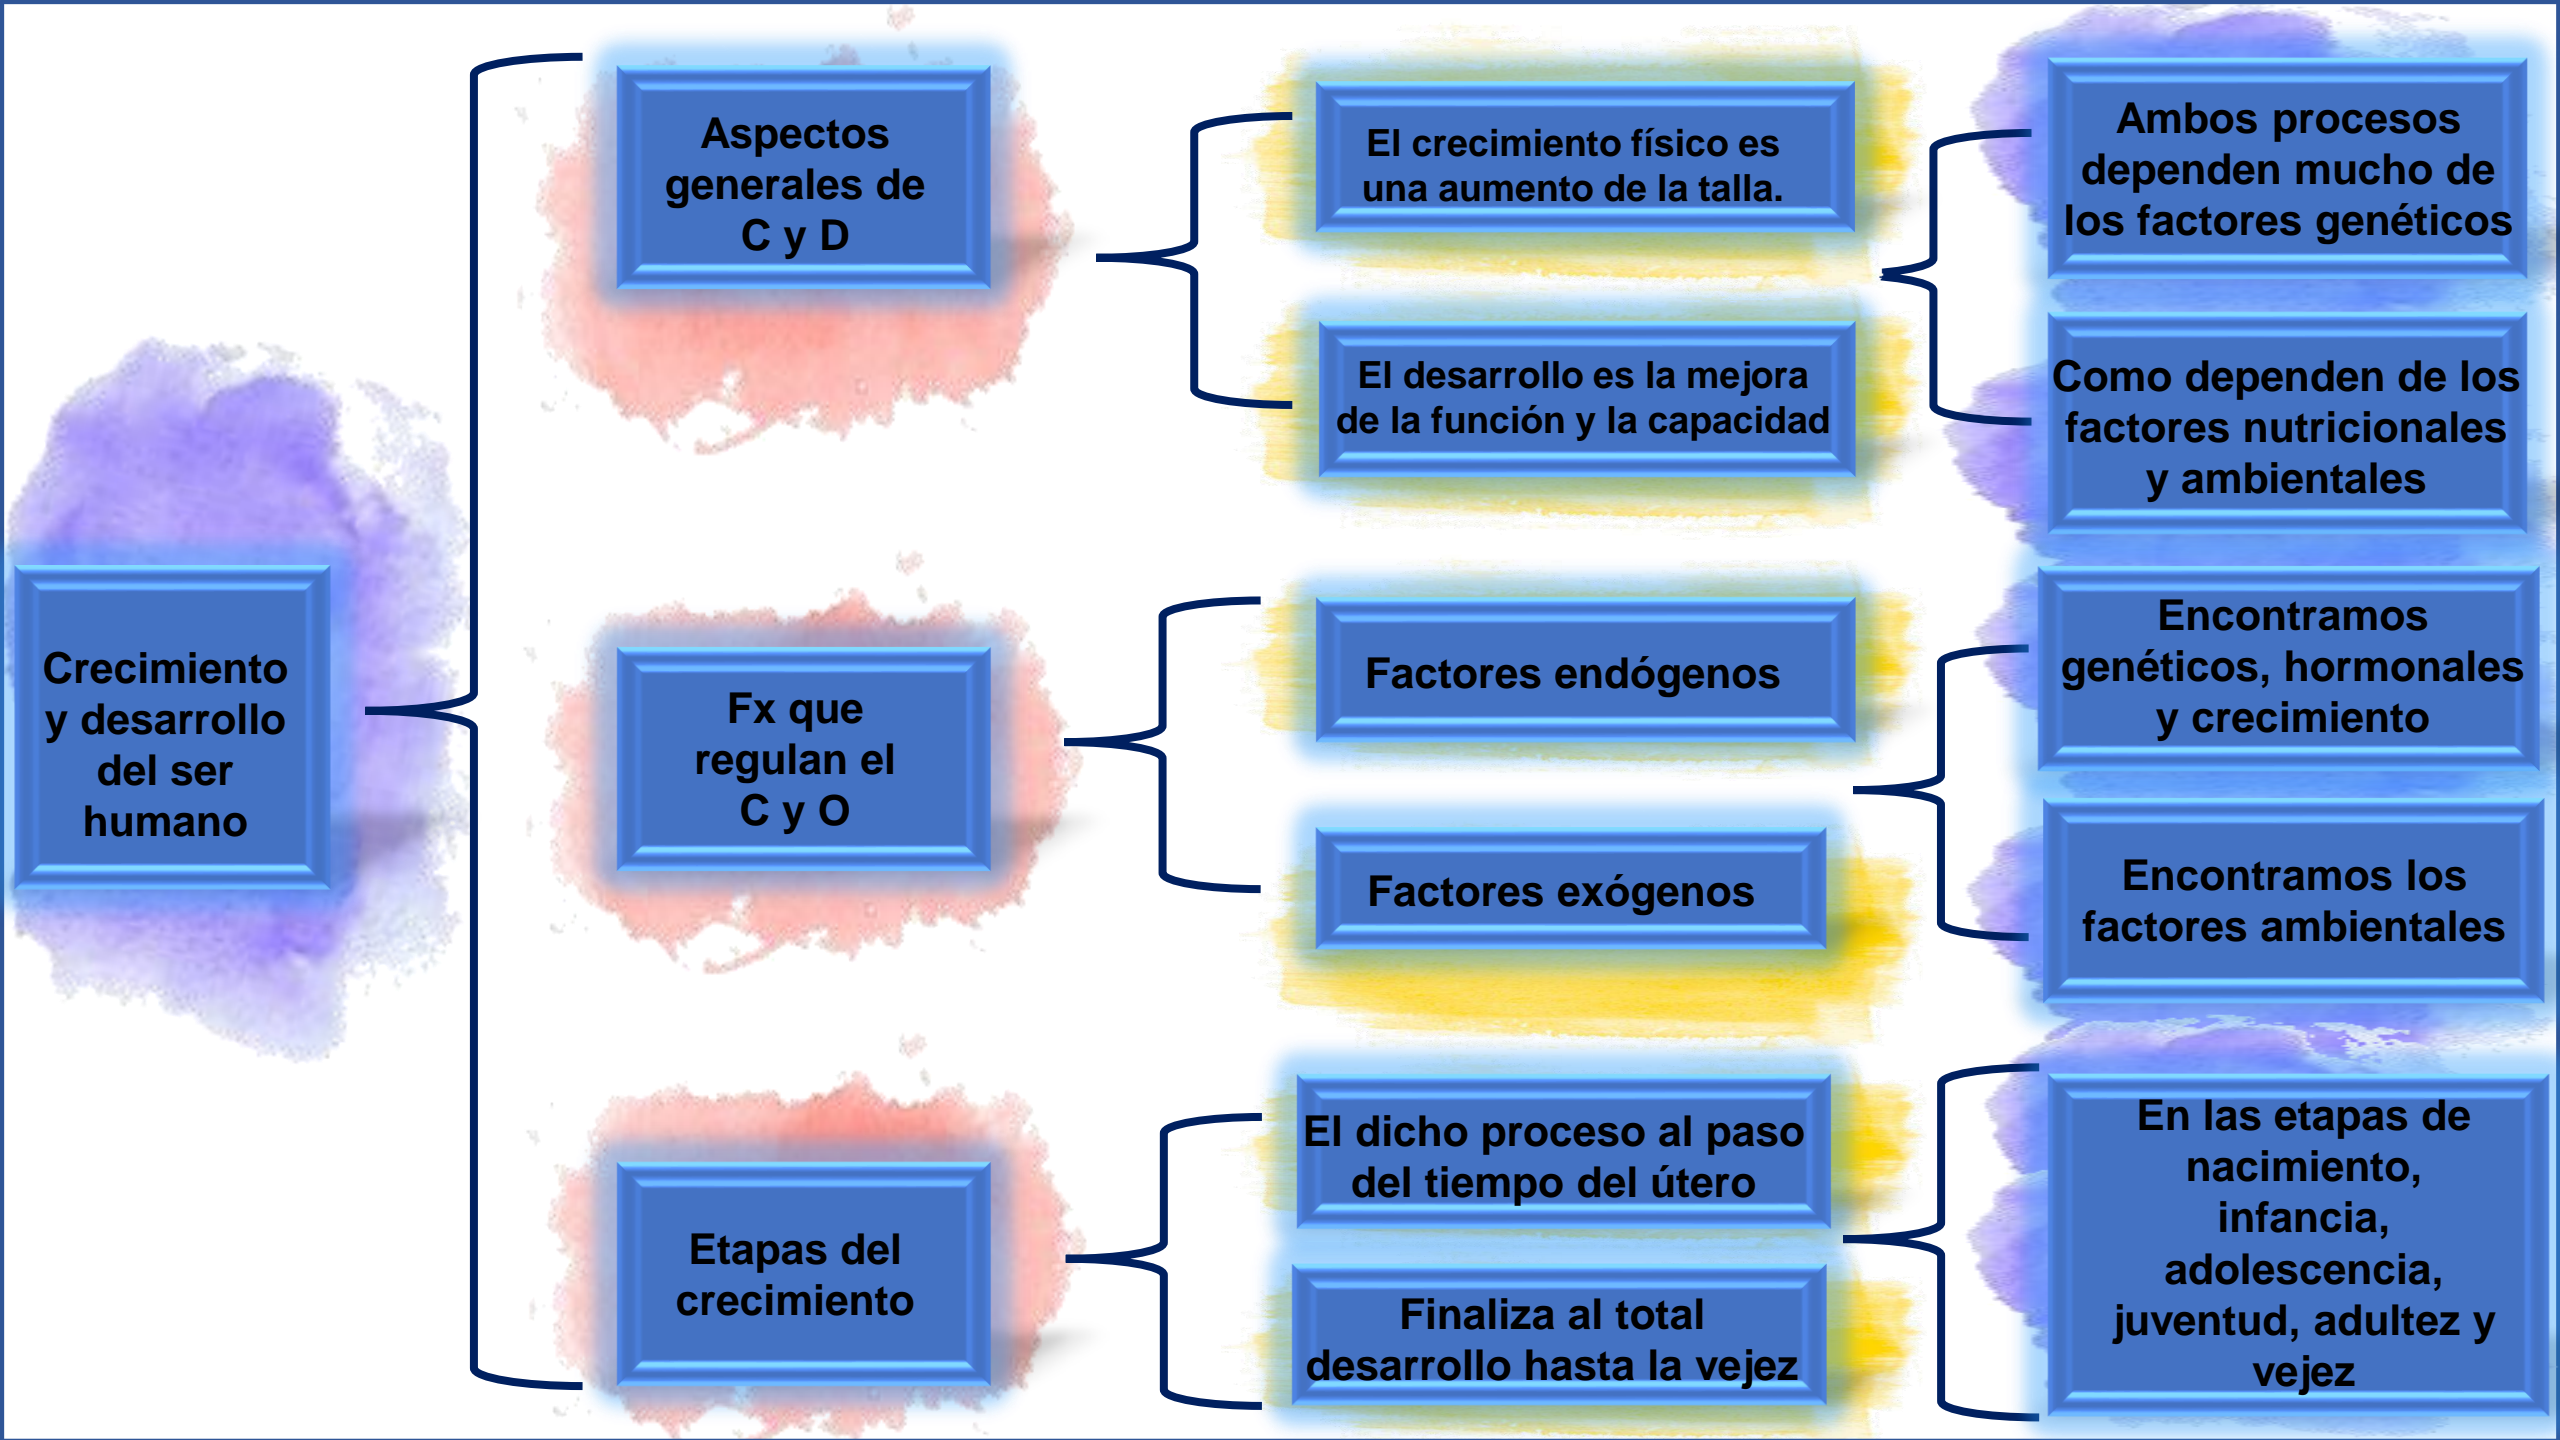 Crecimiento
y desarrollo
del ser
humano
Aspectos
generales de
C y D
El crecimiento físico es
una aumento de la talla.
El desarrollo es la mejora
de la función y la capacidad
Ambos procesos
dependen mucho de
los factores genéticos
Como dependen de los
factores nutricionales
y ambientales
Fx que
regulan el
C y O
Factores endógenos
Factores exógenos
Encontramos
genéticos, hormonales
y crecimiento
Encontramos los
factores ambientales
Etapas del
crecimiento
El dicho proceso al paso
del tiempo del útero
Finaliza al total
desarrollo hasta la vejez
En las etapas de
nacimiento,
infancia,
adolescencia,
juventud, adultez y
vejez